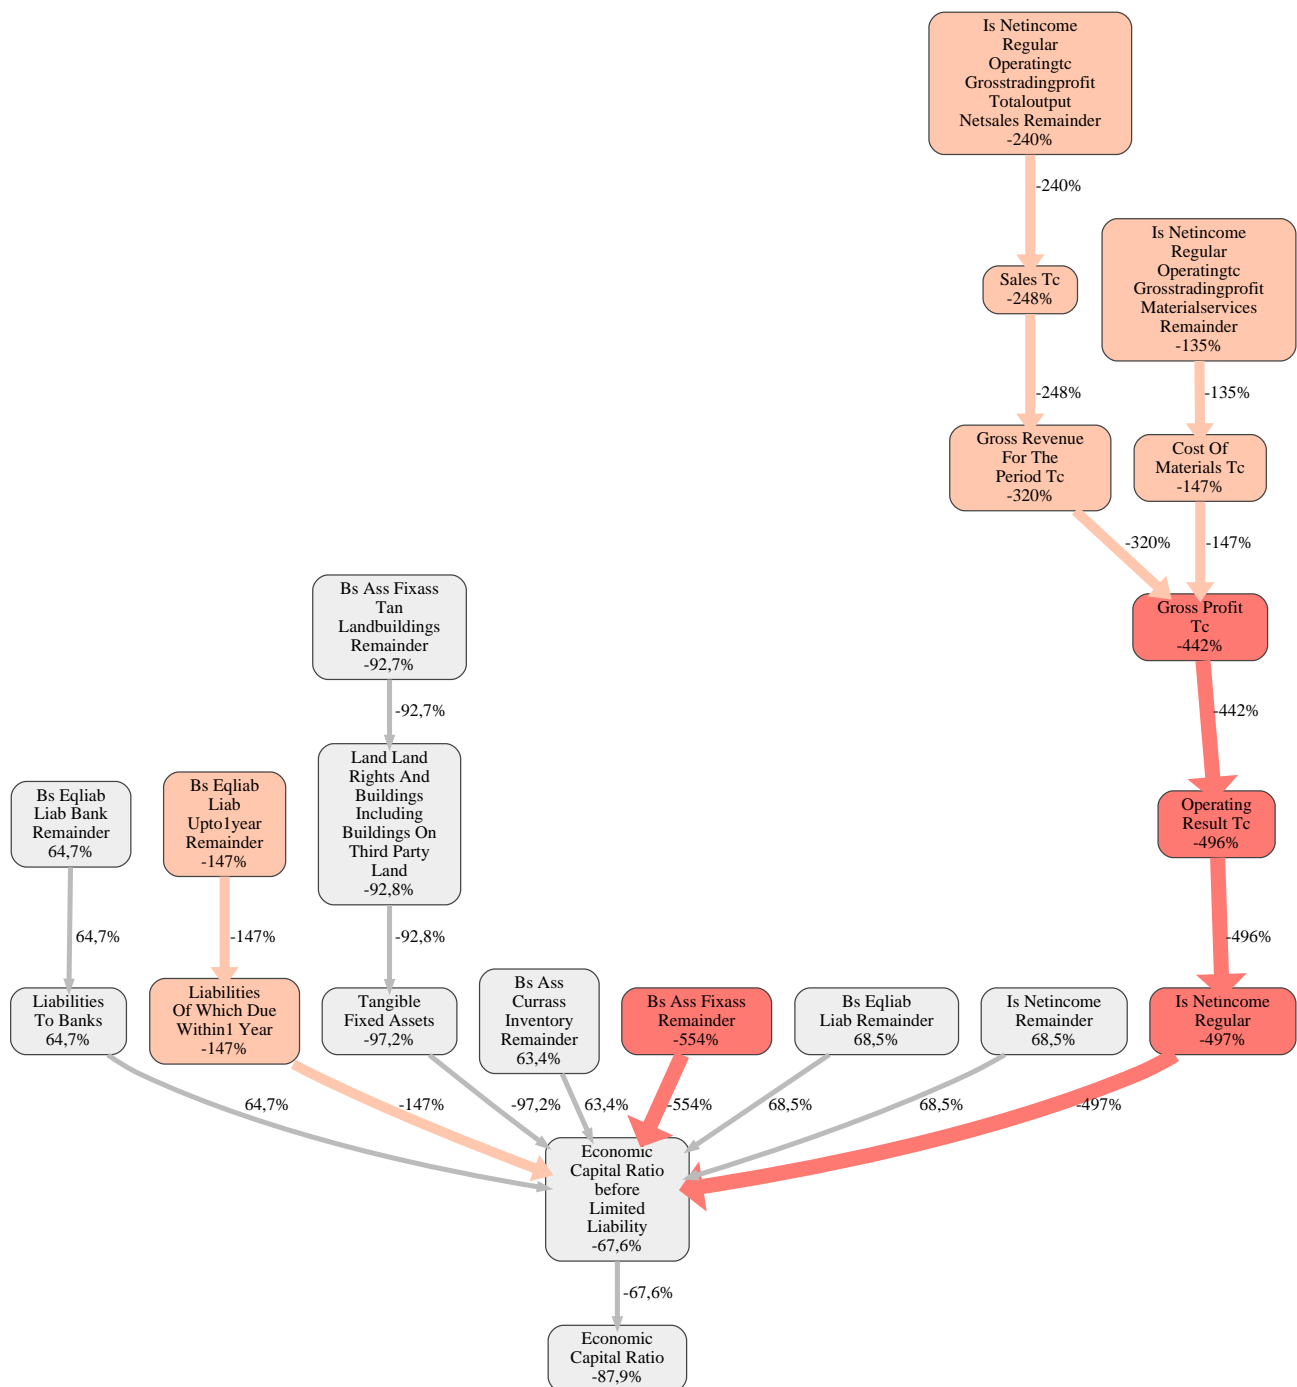 Is Netincome
Regular
Operatingtc
Grosstradingprofit
Totaloutput
Netsales Remainder
-240%
-240%
Is Netincome
Regular
Operatingtc
Grosstradingprofit
Materialservices
Remainder
-135%
Sales Tc
-248%
-248%
-135%
Gross Revenue
For The
Period Tc
-320%
Cost Of
Materials Tc
-147%
-320%
-147%
Bs Ass Fixass
Tan
Landbuildings
Remainder
-92,7%
Gross Profit
Tc
-442%
-92,7%
-442%
Land Land
Rights And
Buildings
Including
Buildings On
Third Party
Land
-92,8%
Bs Eqliab
Liab Bank
Remainder
64,7%
Bs Eqliab
Liab
Upto1year
Remainder
-147%
Operating
Result Tc
-496%
64,7%
-147%
-92,8%
-496%
Liabilities
To Banks
64,7%
Liabilities
Of Which Due
Within1 Year
-147%
Tangible
Fixed Assets
-97,2%
Bs Ass
Currass
Inventory
Remainder
63,4%
Bs Ass Fixass
Remainder
-554%
Bs Eqliab
Liab Remainder
68,5%
Is Netincome
Remainder
68,5%
Is Netincome
Regular
-497%
64,7%
-147%
-97,2%
63,4%
-554%
68,5%
68,5%
-497%
Economic
Capital Ratio
before
Limited
Liability
-67,6%
-67,6%
Economic
Capital Ratio
-87,9%